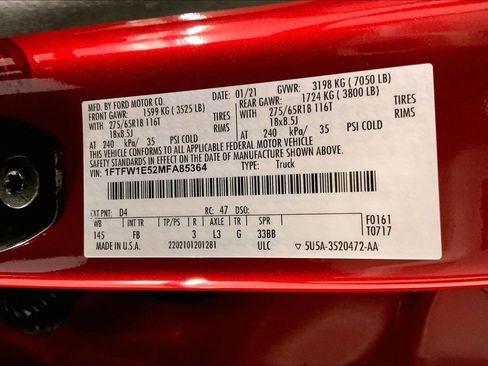 MFD. BY FORD MOTOR CO. 01/21 GVWR: 3198 KG ( 7050 LB)
FRONT GAWR: 1599 KG ( 3525 LB) REAR GAWR: 1724 KG ( 3800 LB)
WITH 275/65R18 116T TIRES WITH 275/65R18 116T TIRES
18x8.5J RIMS 18x8.5J RIMS
AT 240 kPa/ 35 PSI COLD AT 240 kPa/ 35 PSI COLD
THIS VEHICLE CONFORMS TO ALL APPLICABLE FEDERAL MOTOR VEHICLE
SAFETY STANDARDS IN EFFECT ON THE DATE OF MANUFACTURE SHOWN ABOVE.
VIN: 1FTFW1E52MFA85364 TYPE: Truck
EXT PNT: D4 RC: 47 DSO:
WB INT TR TP/PS R AXLE TR SPR F0161
145 FB 3 L3 G 33BB T0717
MADE IN U.S.A. 2202101201281 ULC ▽ 5U5A-3520472-AA